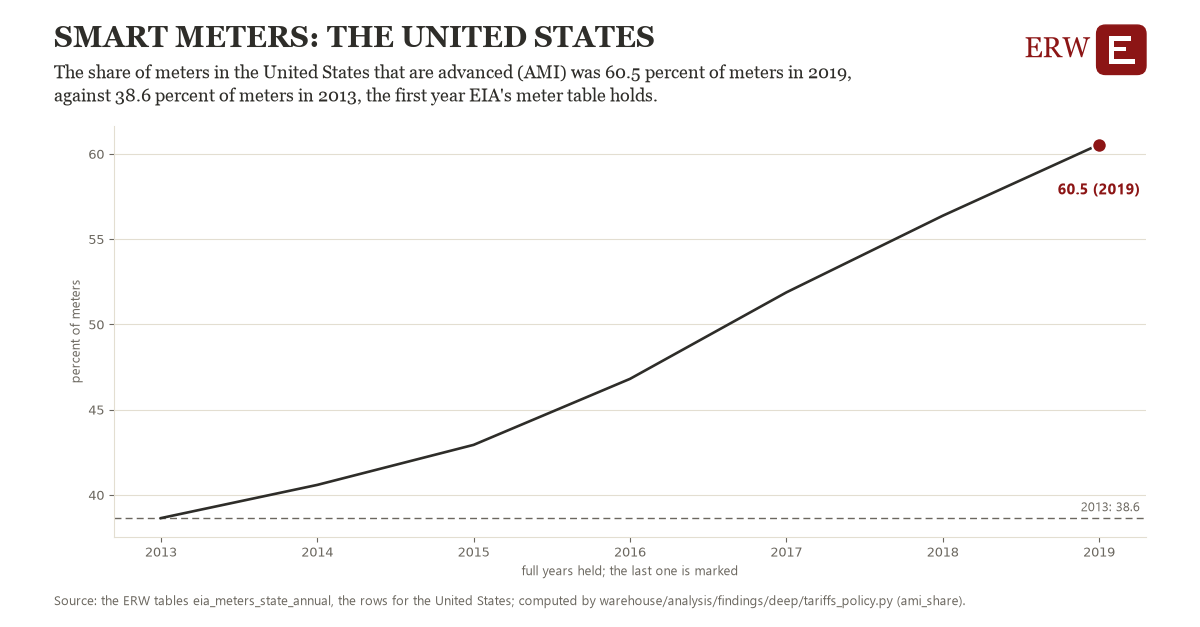 SMART METERS: THE UNITED STATES
ERW E
The share of meters in the United States that are advanced (AMI) was 60.5 percent of meters in 2019,
against 38.6 percent of meters in 2013, the first year EIA's meter table holds.
60
55
50
45
40
percent of meters
60.5 (2019)
2013: 38.6
2013 2014 2015 2016 2017 2018 2019
full years held; the last one is marked
Source: the ERW tables eia_meters_state_annual, the rows for the United States; computed by warehouse/analysis/findings/deep/tariffs_policy.py (ami_share).